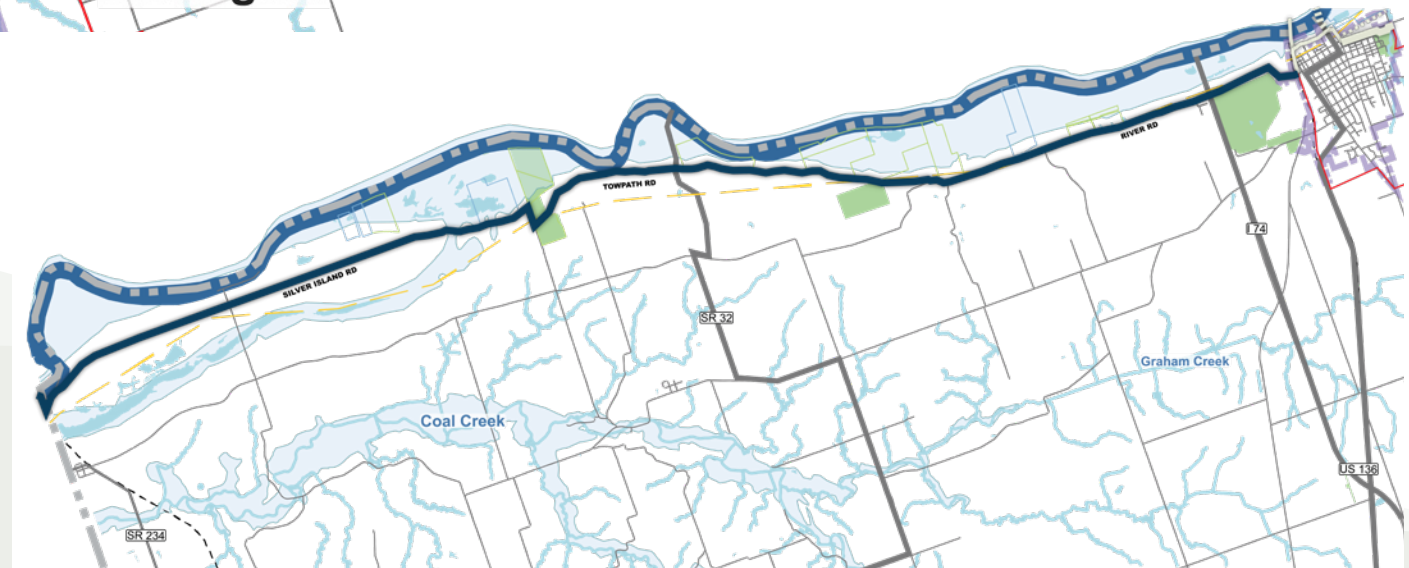 RIVER RD
TOWPATH RD
I 74
SILVER ISLAND RD
SR 32
Graham Creek
Coal Creek
US 136
SR 234